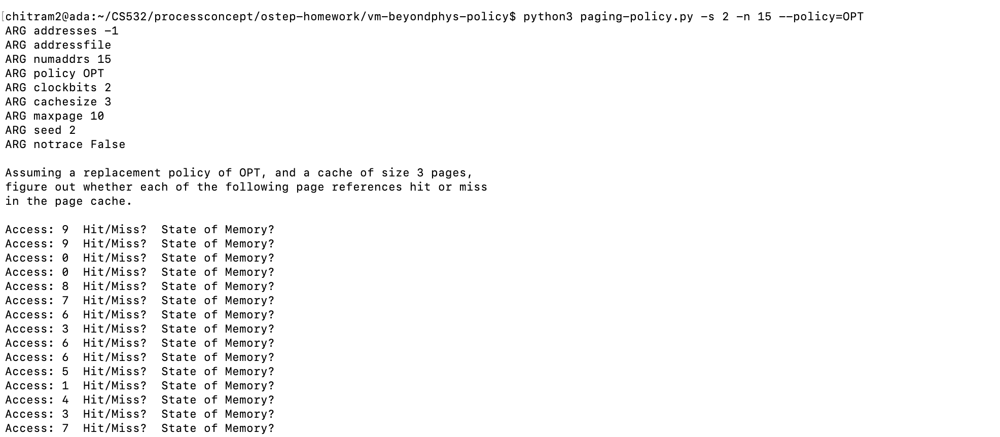 [chitram2@ada:~/CS532/processconcept/ostep-homework/vm-beyondphys-policy$ python3 paging-policy.py -s 2 -n 15 --policy=OPT
ARG addresses -1
ARG addressfile
ARG numaddrs 15
ARG policy OPT
ARG clockbits 2
ARG cachesize 3
ARG maxpage 10
ARG seed 2
ARG notrace False
Assuming a replacement policy of OPT, and a cache of size 3 pages,
figure out whether each of the following page references hit or miss
in the page cache.
Access: 9  Hit/Miss?  State of Memory?
Access: 9  Hit/Miss?  State of Memory?
Access: 0  Hit/Miss?  State of Memory?
Access: 0  Hit/Miss?  State of Memory?
Access: 8  Hit/Miss?  State of Memory?
Access: 7  Hit/Miss?  State of Memory?
Access: 6  Hit/Miss?  State of Memory?
Access: 3  Hit/Miss?  State of Memory?
Access: 6  Hit/Miss?  State of Memory?
Access: 6  Hit/Miss?  State of Memory?
Access: 5  Hit/Miss?  State of Memory?
Access: 1  Hit/Miss?  State of Memory?
Access: 4  Hit/Miss?  State of Memory?
Access: 3  Hit/Miss?  State of Memory?
Access: 7  Hit/Miss?  State of Memory?